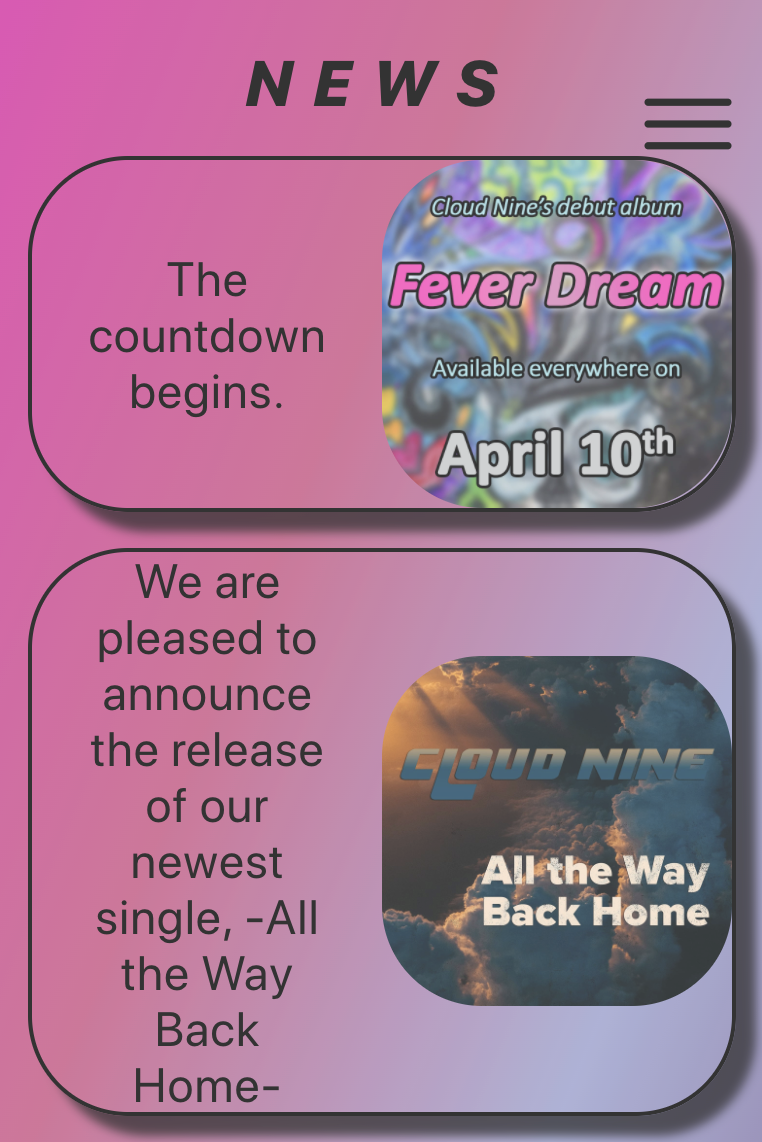 NEWS
The
countdown
begins.
Cloud Nine's debut album
Fever Dream
Available everywhere on
April 10th
We are
pleased to
announce
the release
of our
newest
single, -All
the Way
Back
Home-
CLOUD NINE
All the Way
Back Home